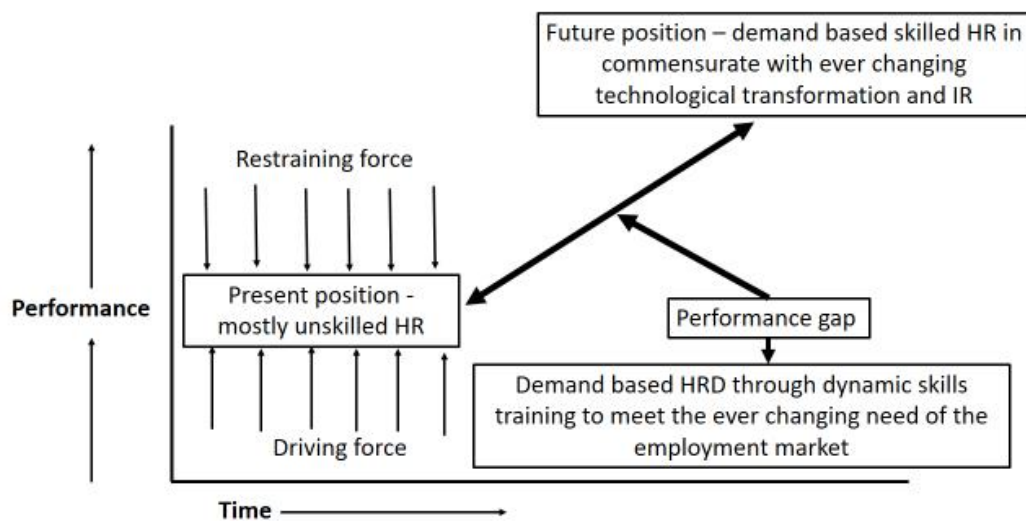 Future position – demand based skilled HR in
commensurate with ever changing
technological transformation and IR
Restraining force
Performance
Present position -
mostly unskilled HR
Performance gap
Demand based HRD through dynamic skills
training to meet the ever changing need of the
employment market
Driving force
Time